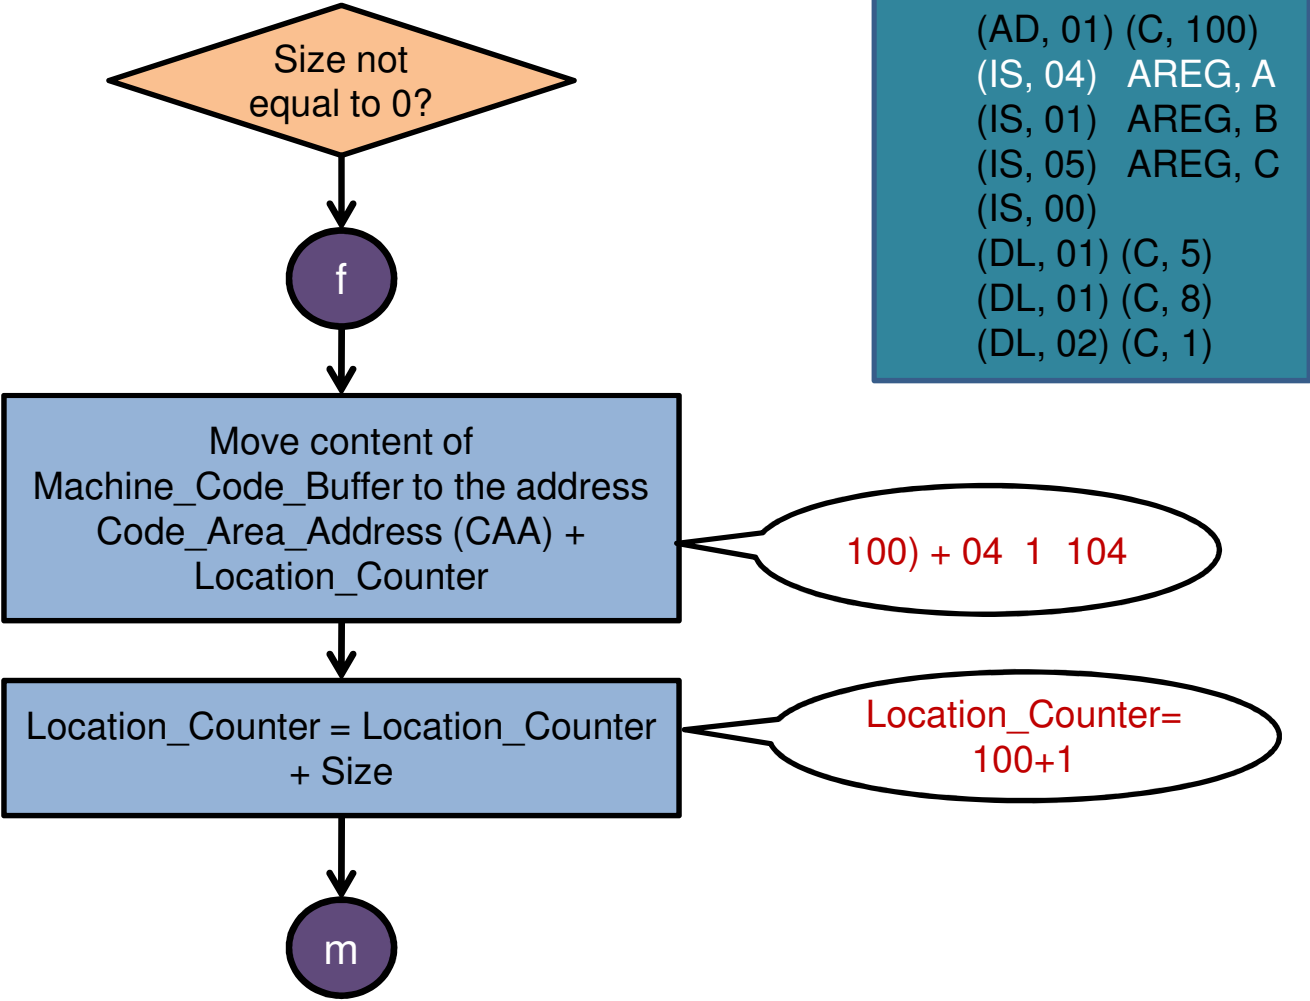 Size not
equal to 0?
f
Move content of
Machine_Code_Buffer to the address
Code_Area_Address (CAA) +
Location_Counter
Location_Counter = Location_Counter
+ Size
m
(AD, 01) (C, 100)
(IS, 04) AREG, A
(IS, 01) AREG, B
(IS, 05) AREG, C
(IS, 00)
(DL, 01) (C, 5)
(DL, 01) (C, 8)
(DL, 02) (C, 1)
100) + 04 1 104
Location_Counter=
100+1